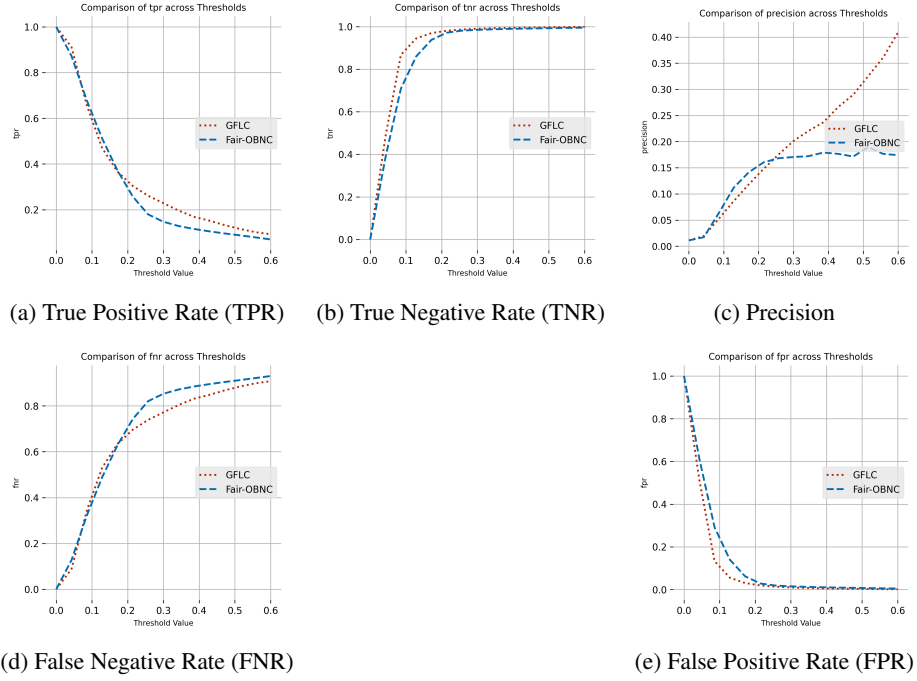 Comparison of tpr across Thresholds
1.0
0.8
0.6
0.4
0.2
tpr
GFLC
Fair-OBNC
0.0 0.1 0.2 0.3 0.4 0.5 0.6
Threshold Value
(a) True Positive Rate (TPR)
Comparison of tnr across Thresholds
1.0
0.8
0.6
0.4
0.2
0.0
tnr
GFLC
Fair-OBNC
0.0 0.1 0.2 0.3 0.4 0.5 0.6
Threshold Value
(b) True Negative Rate (TNR)
Comparison of precision across Thresholds
0.40
0.35
0.30
0.25
0.20
0.15
0.10
0.05
0.00
precision
GFLC
Fair-OBNC
0.0 0.1 0.2 0.3 0.4 0.5 0.6
Threshold Value
(c) Precision
Comparison of fnr across Thresholds
0.8
0.6
0.4
0.2
0.0
fnr
GFLC
Fair-OBNC
0.0 0.1 0.2 0.3 0.4 0.5 0.6
Threshold Value
(d) False Negative Rate (FNR)
Comparison of fpr across Thresholds
1.0
0.8
0.6
0.4
0.2
0.0
fpr
GFLC
Fair-OBNC
0.0 0.1 0.2 0.3 0.4 0.5 0.6
Threshold Value
(e) False Positive Rate (FPR)